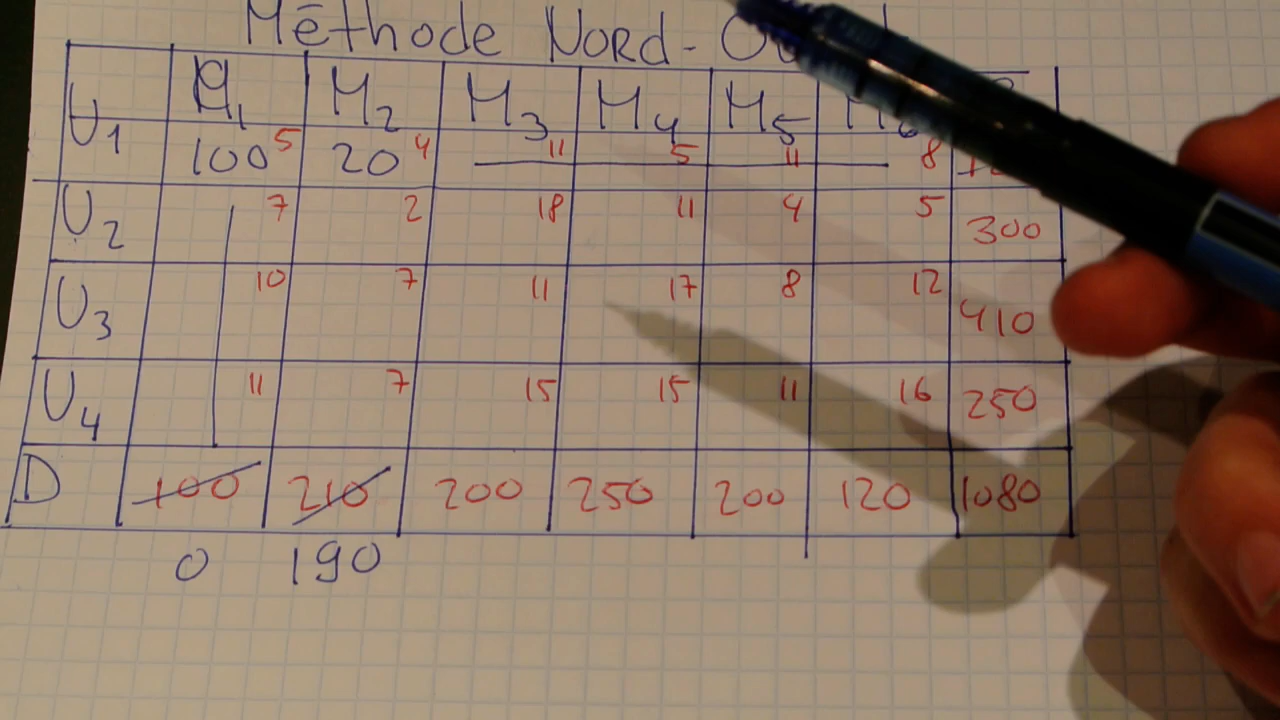 Méthode Nord-
M1 M2 M3 M4 M5
U1 100 5 20 4 11 5 11 8
U2 7 2 18 11 4 5 300
U3 10 7 11 17 8 12 410
U4 11 7 15 15 11 16 250
D 100 210 200 250 200 120 1080
0 190